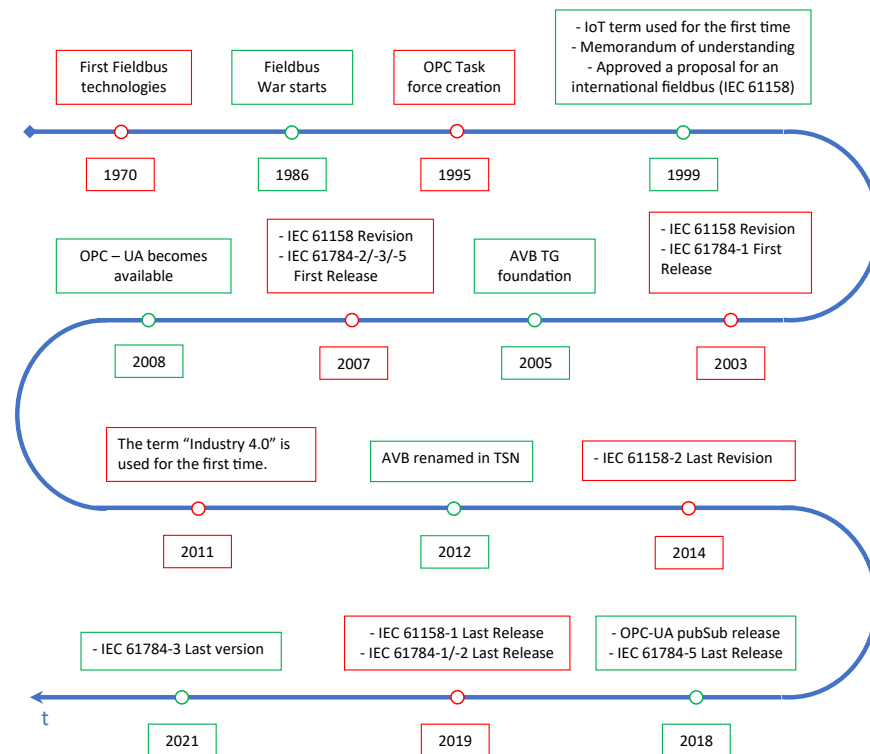 First Fieldbus
technologies
Fieldbus
War starts
OPC Task
force creation
- IoT term used for the first time
- Memorandum of understanding
- Approved a proposal for an
international fieldbus (IEC 61158)
1970
1986
1995
1999
OPC – UA becomes
available
- IEC 61158 Revision
- IEC 61784-2/-3/-5
First Release
AVB TG
foundation
- IEC 61158 Revision
- IEC 61784-1 First
Release
2008
2007
2005
2003
The term “Industry 4.0” is
used for the first time.
AVB renamed in TSN
- IEC 61158-2 Last Revision
2011
2012
2014
- IEC 61784-3 Last version
- IEC 61158-1 Last Release
- IEC 61784-1/-2 Last Release
- OPC-UA pubSub release
- IEC 61784-5 Last Release
t
2021
2019
2018